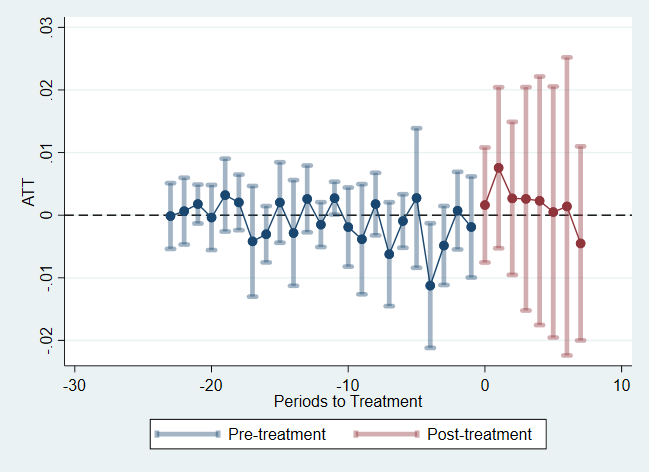 .03
.02
.01
0
-.01
-.02
ATT
-30
-20
-10
0
10
Periods to Treatment
Pre-treatment
Post-treatment